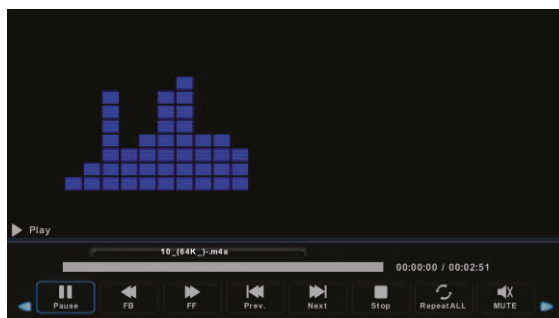 Play
10_(64K_)-.m4a
00:00:00 / 00:02:51
Pause FB FF Prev. Next Stop RepeatALL MUTE